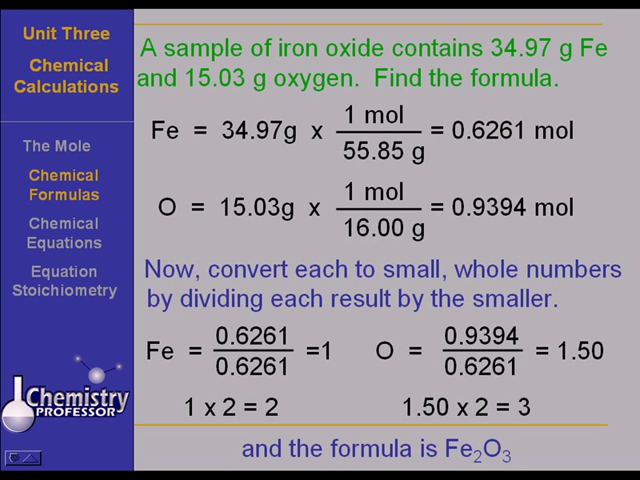 Unit Three
Chemical
Calculations
The Mole
Chemical
Formulas
Chemical
Equations
Equation
Stoichiometry
Chemistry
PROFESSOR
A sample of iron oxide contains 34.97 g Fe
and 15.03 g oxygen. Find the formula.
Fe = 34.97g x 1 mol / 55.85 g = 0.6261 mol
O = 15.03g x 1 mol / 16.00 g = 0.9394 mol
Now, convert each to small, whole numbers
by dividing each result by the smaller.
Fe = 0.6261 / 0.6261 =1 O = 0.9394 / 0.6261 = 1.50
1 x 2 = 2 1.50 x 2 = 3
and the formula is Fe₂O₃